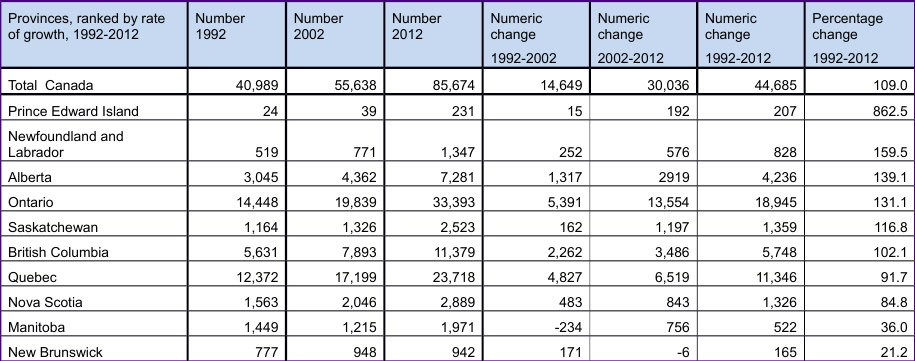 Provinces, ranked by rate of growth, 1992-2012 Number 1992 Number 2002 Number 2012 Numeric change 1992-2002 Numeric change 2002-2012 Numeric change 1992-2012 Percentage change 1992-2012
Total Canada 40,989 55,638 85,674 14,649 30,036 44,685 109.0
Prince Edward Island 24 39 231 15 192 207 862.5
Newfoundland and
Labrador 519 771 1,347 252 576 828 159.5
Alberta 3,045 4,362 7,281 1,317 2919 4,236 139.1
Ontario 14,448 19,839 33,393 5,391 13,554 18,945 131.1
Saskatchewan 1,164 1,326 2,523 162 1,197 1,359 116.8
British Columbia 5,631 7,893 11,379 2,262 3,486 5,748 102.1
Quebec 12,372 17,199 23,718 4,827 6,519 11,346 91.7
Nova Scotia 1,563 2,046 2,889 483 843 1,326 84.8
Manitoba 1,449 1,215 1,971 -234 756 522 36.0
New Brunswick 777 948 942 171 -6 165 21.2